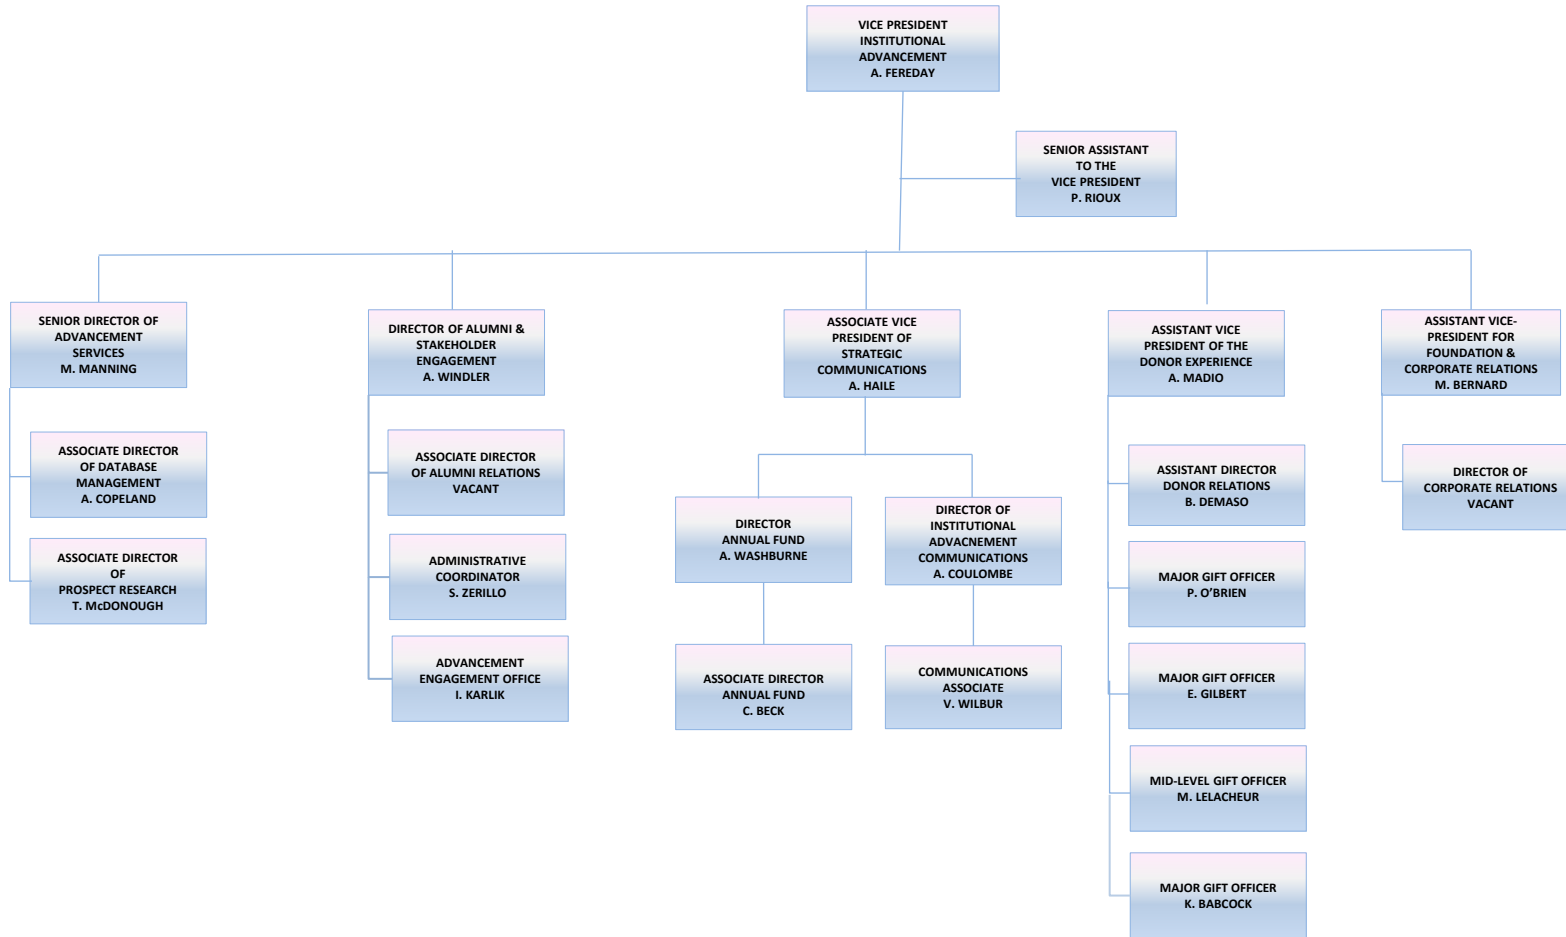 VICE PRESIDENT
INSTITUTIONAL
ADVANCEMENT
A. FEREDAY
SENIOR ASSISTANT
TO THE
VICE PRESIDENT
P. RIOUX
SENIOR DIRECTOR OF
ADVANCEMENT
SERVICES
M. MANNING
DIRECTOR OF ALUMNI &
STAKEHOLDER
ENGAGEMENT
A. WINDLER
ASSOCIATE VICE
PRESIDENT OF
STRATEGIC
COMMUNICATIONS
A. HAILE
ASSISTANT VICE
PRESIDENT OF THE
DONOR EXPERIENCE
A. MADIO
ASSISTANT VICE-
PRESIDENT FOR
FOUNDATION &
CORPORATE RELATIONS
M. BERNARD
ASSOCIATE DIRECTOR
OF DATABASE
MANAGEMENT
A. COPELAND
ASSOCIATE DIRECTOR
OF
PROSPECT RESEARCH
T. McDONOUGH
ASSOCIATE DIRECTOR
OF ALUMNI RELATIONS
VACANT
ADMINISTRATIVE
COORDINATOR
S. ZERILLO
ADVANCEMENT
ENGAGEMENT OFFICE
I. KARLIK
DIRECTOR
ANNUAL FUND
A. WASHBURNE
ASSOCIATE DIRECTOR
ANNUAL FUND
C. BECK
DIRECTOR OF
INSTITUTIONAL
ADVACNEMENT
COMMUNICATIONS
A. COULOMBE
COMMUNICATIONS
ASSOCIATE
V. WILBUR
ASSISTANT DIRECTOR
DONOR RELATIONS
B. DEMASO
MAJOR GIFT OFFICER
P. O’BRIEN
MAJOR GIFT OFFICER
E. GILBERT
MID-LEVEL GIFT OFFICER
M. LELACHEUR
MAJOR GIFT OFFICER
K. BABCOCK
DIRECTOR OF
CORPORATE RELATIONS
VACANT